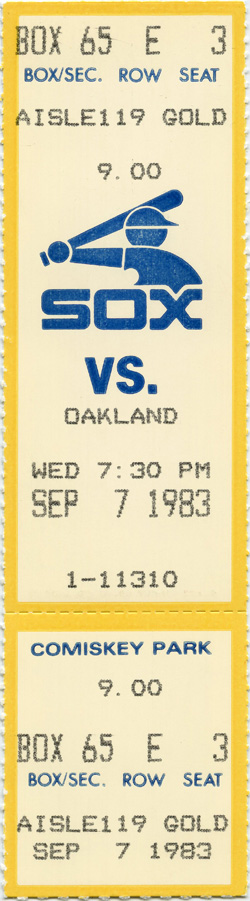 BOX 65 E 3
BOX/SEC. ROW SEAT
AISLE119 GOLD
9.00
SOX
VS.
OAKLAND
WED 7:30 PM
SEP 7 1983
1-11310
COMISKEY PARK
9.00
BOX 65 E 3
BOX/SEC. ROW SEAT
AISLE119 GOLD
SEP 7 1983